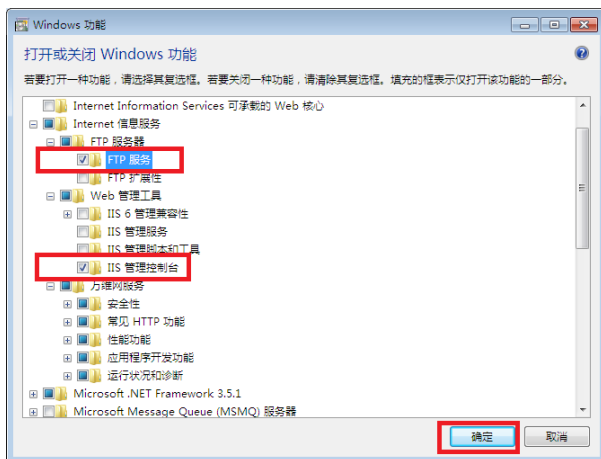 Windows 功能
打开或关闭 Windows 功能
若要打开一种功能，请选择其复选框。若要关闭一种功能，请清除其复选框。填充的框表示仅打开该功能的一部分。
Internet Information Services 可承载的 Web 核心
Internet 信息服务
FTP 服务器
FTP 服务
FTP 扩展性
Web 管理工具
IIS 6 管理兼容性
IIS 管理服务
IIS 管理脚本和工具
IIS 管理控制台
万维网服务
安全性
常见 HTTP 功能
性能功能
应用程序开发功能
运行状况和诊断
Microsoft .NET Framework 3.5.1
Microsoft Message Queue (MSMQ) 服务器
确定 取消